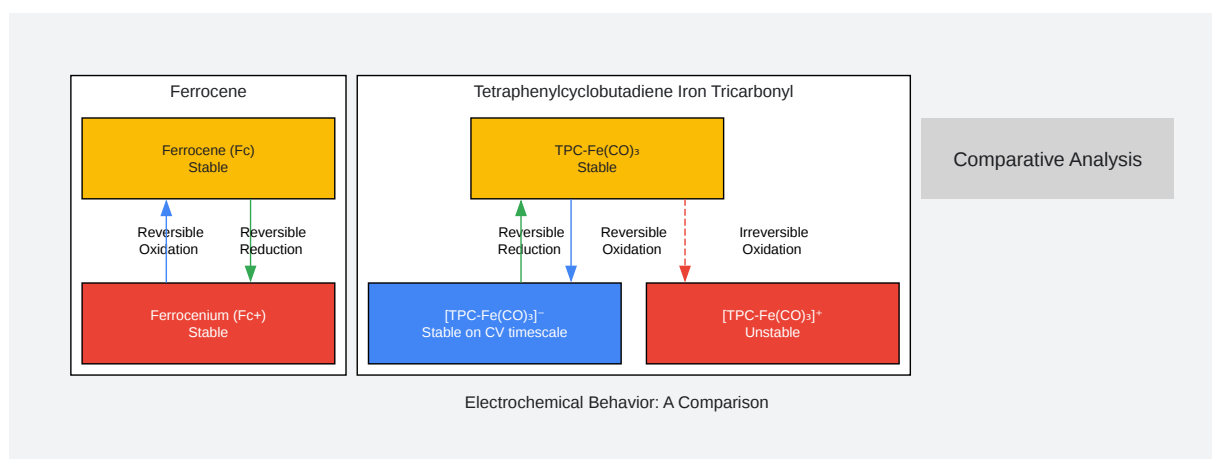 Ferrocene
Ferrocene (Fc)
Stable
Reversible
Oxidation
Reversible
Reduction
Ferrocenium (Fc+)
Stable
Tetraphenylcyclobutadiene Iron Tricarbonyl
TPC-Fe(CO)₃
Stable
Reversible
Reduction
Reversible
Oxidation
Irreversible
Oxidation
[TPC-Fe(CO)₃]⁻
Stable on CV timescale
[TPC-Fe(CO)₃]⁺
Unstable
Comparative Analysis
Electrochemical Behavior: A Comparison